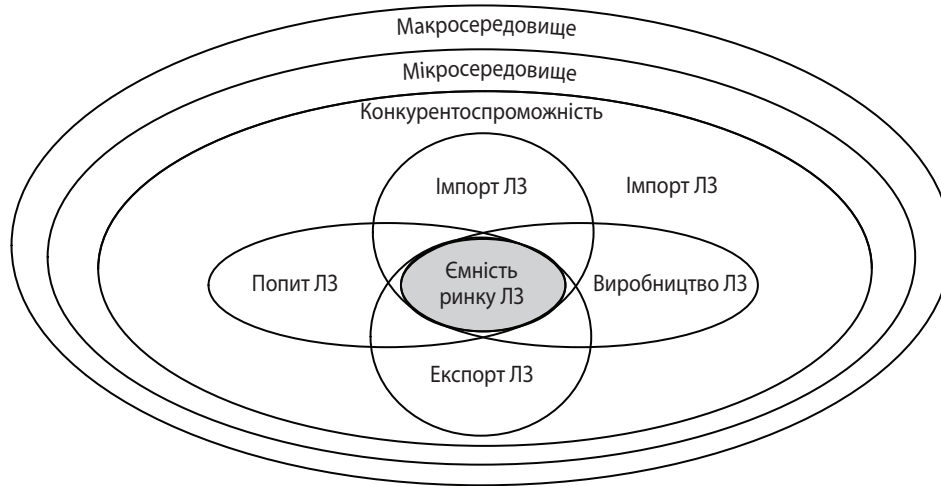 Макросередовище
Мікросередовище
Конкурентоспроможність
Імпорт ЛЗ
Імпорт ЛЗ
Попит ЛЗ
Ємність
ринку ЛЗ
Виробництво ЛЗ
Експорт ЛЗ